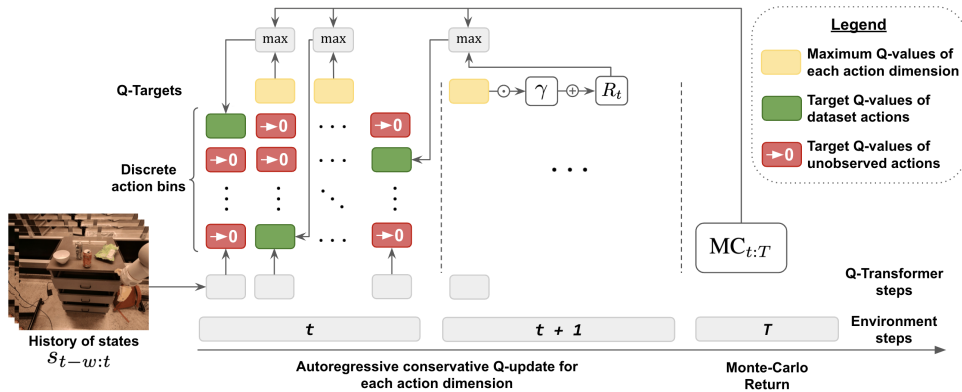 max
max
max
Legend
Maximum Q-values of
each action dimension
Q-Targets
γ
R_t
Target Q-values of
dataset actions
→0
→0
Discrete
action bins
→0
→0
Target Q-values of
unobserved actions
→0
→0
→0
MC_{t:T}
Q-Transformer
steps
t
t + 1
T
Environment
steps
History of states
s_{t−w:t}
Autoregressive conservative Q-update for
each action dimension
Monte-Carlo
Return